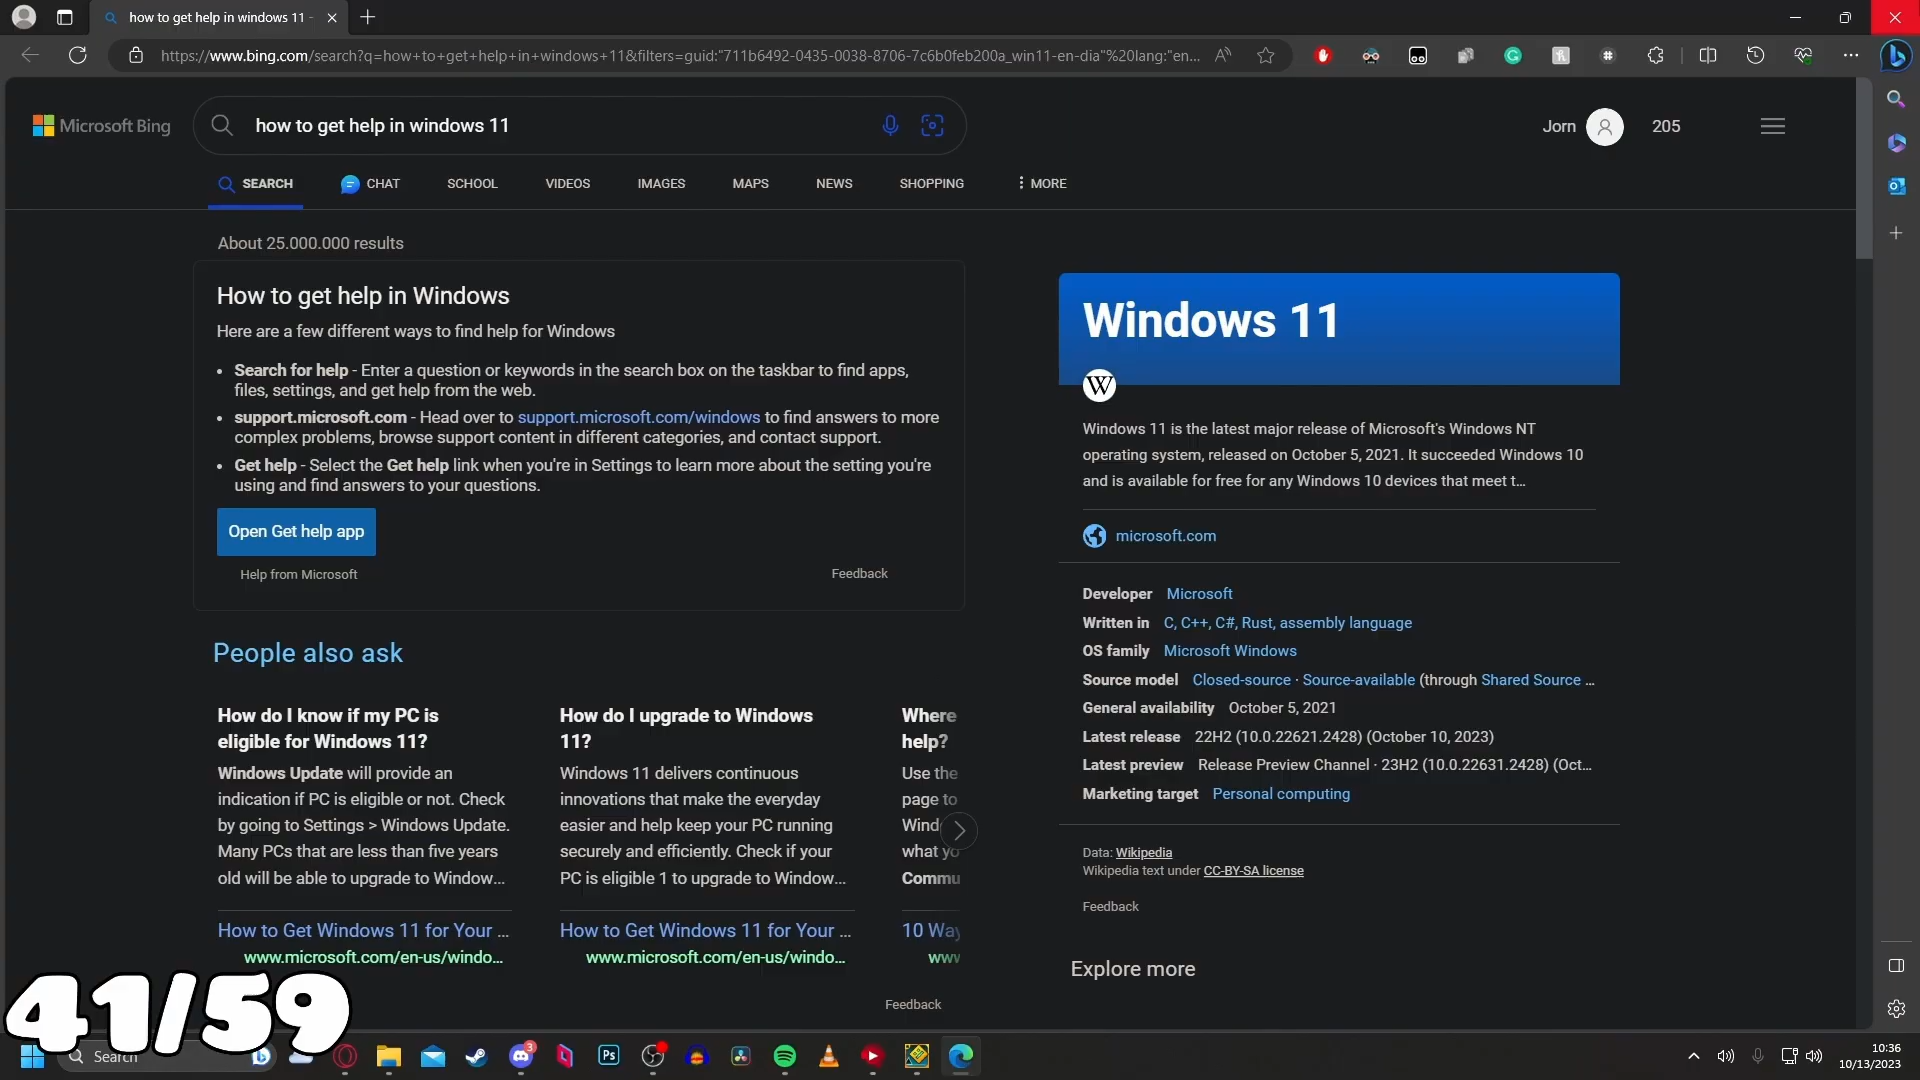 how to get help in windows 11 -
https://www.bing.com/search?q=how+to+get+help+in+windows+11&filters=guid:"711b6492-0435-0038-8706-7c6b0feb200a_win11-en-dia"%20lang:"en...
Microsoft Bing
how to get help in windows 11
Jorn
205
SEARCH
CHAT
SCHOOL
VIDEOS
IMAGES
MAPS
NEWS
SHOPPING
MORE
About 25.000.000 results
How to get help in Windows
Here are a few different ways to find help for Windows
• Search for help - Enter a question or keywords in the search box on the taskbar to find apps,
files, settings, and get help from the web.
• support.microsoft.com - Head over to support.microsoft.com/windows to find answers to more
complex problems, browse support content in different categories, and contact support.
• Get help - Select the Get help link when you're in Settings to learn more about the setting you're
using and find answers to your questions.
Open Get help app
Help from Microsoft
Feedback
People also ask
How do I know if my PC is
eligible for Windows 11?
Windows Update will provide an
indication if PC is eligible or not. Check
by going to Settings > Windows Update.
Many PCs that are less than five years
old will be able to upgrade to Window...
How to Get Windows 11 for Your ...
www.microsoft.com/en-us/windo...
How do I upgrade to Windows
11?
Windows 11 delivers continuous
innovations that make the everyday
easier and help keep your PC running
securely and efficiently. Check if your
PC is eligible 1 to upgrade to Window...
How to Get Windows 11 for Your ...
www.microsoft.com/en-us/windo...
Where
help?
Use the
page to
Wind
what yo
Commu
10 Way
www
Feedback
Windows 11
W
Windows 11 is the latest major release of Microsoft's Windows NT
operating system, released on October 5, 2021. It succeeded Windows 10
and is available for free for any Windows 10 devices that meet t...
microsoft.com
Developer Microsoft
Written in C, C++, C#, Rust, assembly language
OS family Microsoft Windows
Source model Closed-source · Source-available (through Shared Source ...
General availability October 5, 2021
Latest release 22H2 (10.0.22621.2428) (October 10, 2023)
Latest preview Release Preview Channel · 23H2 (10.0.22631.2428) (Oct...
Marketing target Personal computing
Data: Wikipedia
Wikipedia text under CC-BY-SA license
Feedback
Explore more
41/59
Search
3
Ps
10:36
10/13/2023